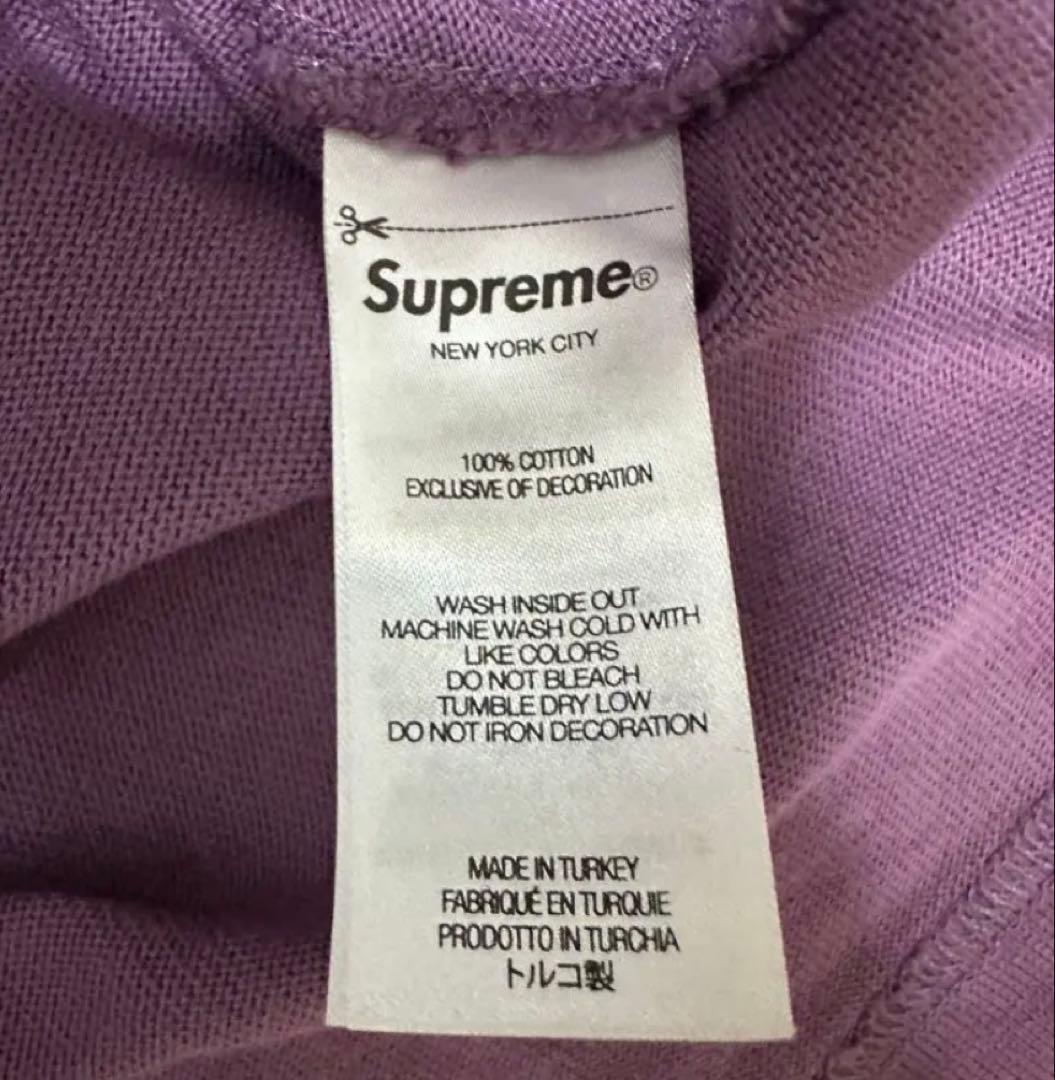 Supreme®
NEW YORK CITY
100% COTTON
EXCLUSIVE OF DECORATION
WASH INSIDE OUT
MACHINE WASH COLD WITH
LIKE COLORS
DO NOT BLEACH
TUMBLE DRY LOW
DO NOT IRON DECORATION
MADE IN TURKEY
FABRIQUÉ EN TURQUIE
PRODOTTO IN TURCHIA
トルコ製